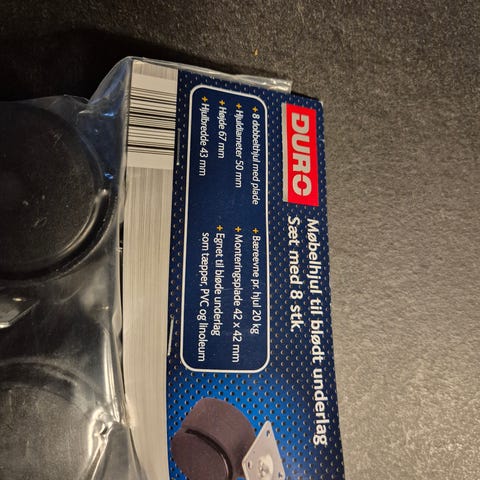 DURO
Møbelhjul til blødt underlag
Sæt med 8 stk.
+ 8 dobbelthjul med plade
+ Hjuldiameter 50 mm
+ Højde 67 mm
+ Hjulbredde 43 mm
+ Bæreevne pr. hjul 20 kg
+ Monteringsplade 42 x 42 mm
+ Egnet til bløde underlag
som tæpper, PVC og linoleum